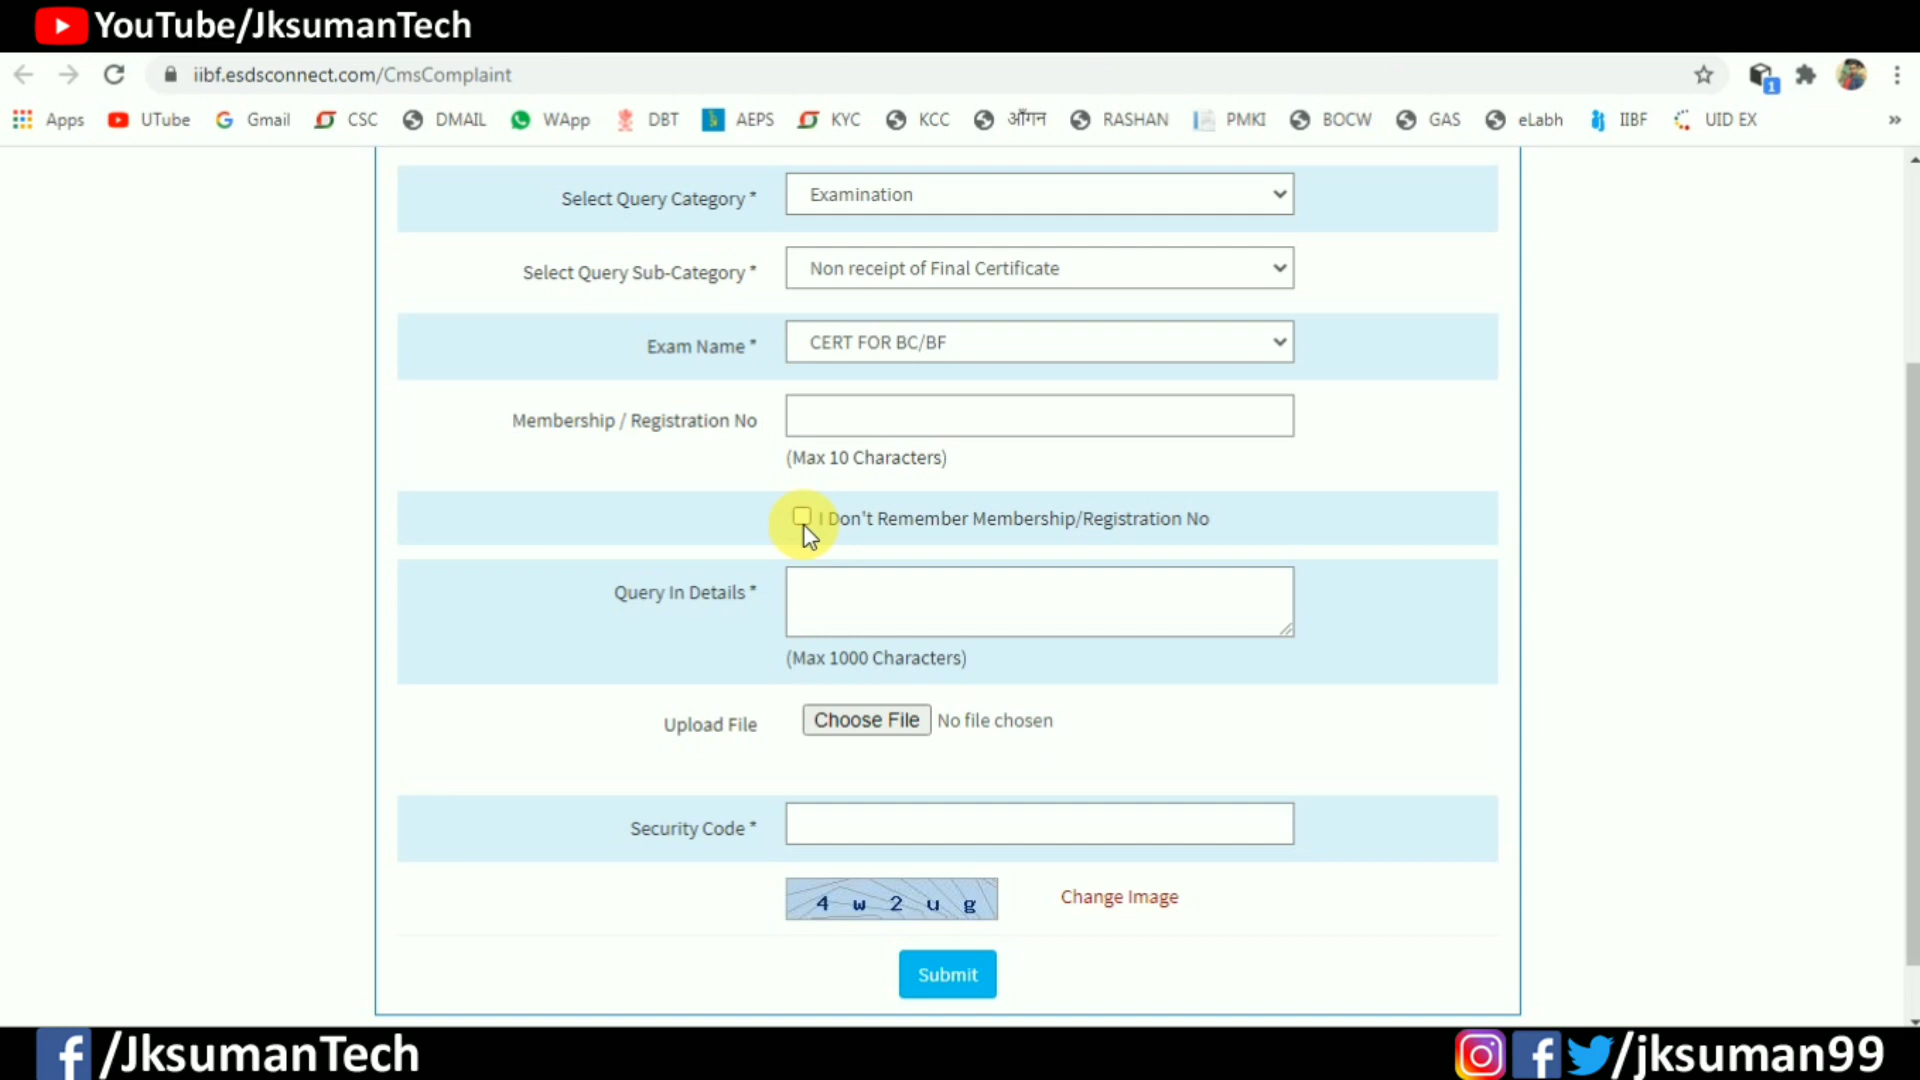 YouTube/JksumanTech
iibf.esdsconnect.com/CmsComplaint
1
Apps UTube Gmail CSC DMAIL WApp DBT AEPS KYC KCC आँगन RASHAN PMKI BOCW GAS eLabh IIBF UID EX »
Select Query Category * Examination
Select Query Sub-Category * Non receipt of Final Certificate
Exam Name * CERT FOR BC/BF
Membership / Registration No
(Max 10 Characters)
I Don't Remember Membership/Registration No
Query In Details *
(Max 1000 Characters)
Upload File Choose File No file chosen
Security Code *
4 w 2 u g Change Image
Submit
f /JksumanTech f /jksuman99